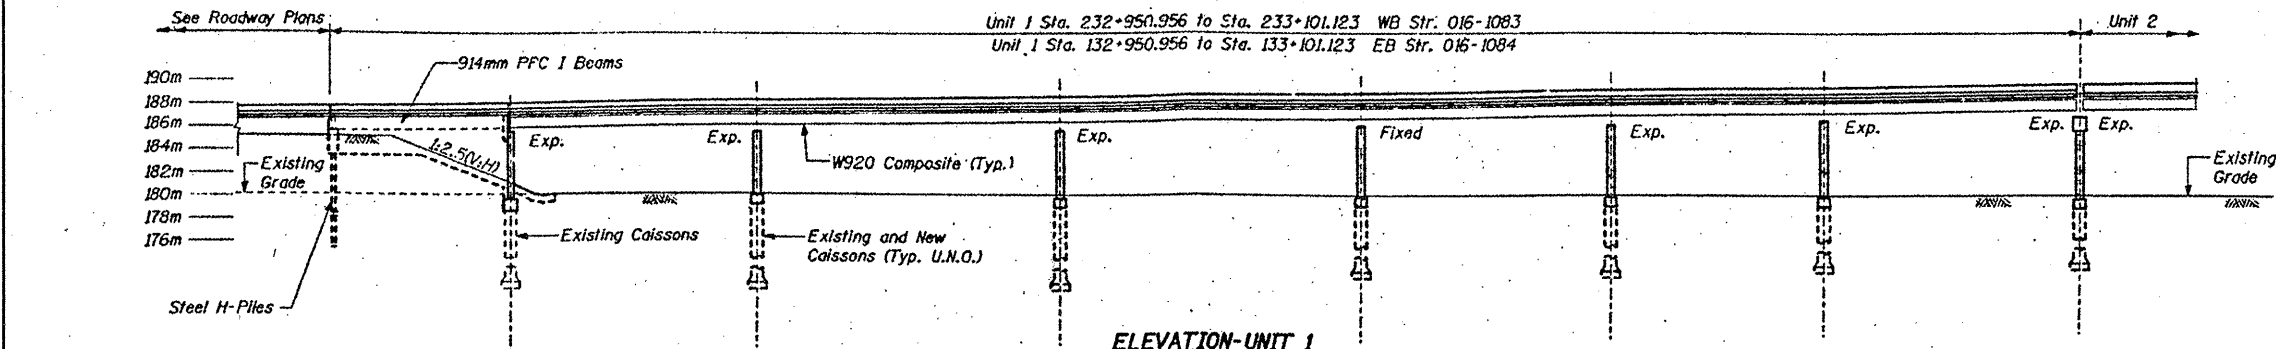 See Roadway Plans
Unit 1 Sta. 232+950.956 to Sta. 233+101.123 WB Str. 016-1083
Unit 2
Unit 1 Sta. 132+950.956 to Sta. 133+101.123 EB Str. 016-1084
914mm PFC I Beams
190m
188m
186m
184m
182m
180m
178m
176m
Exp.
Exp.
Exp.
Fixed
Exp.
Exp.
Exp.
Exp.
1:2.5(V:H)
W920 Composite (Typ.)
Existing
Grade
Existing
Grade
Existing Caissons
Existing and New
Caissons (Typ. U.N.O.)
Steel H-Piles
ELEVATION-UNIT 1